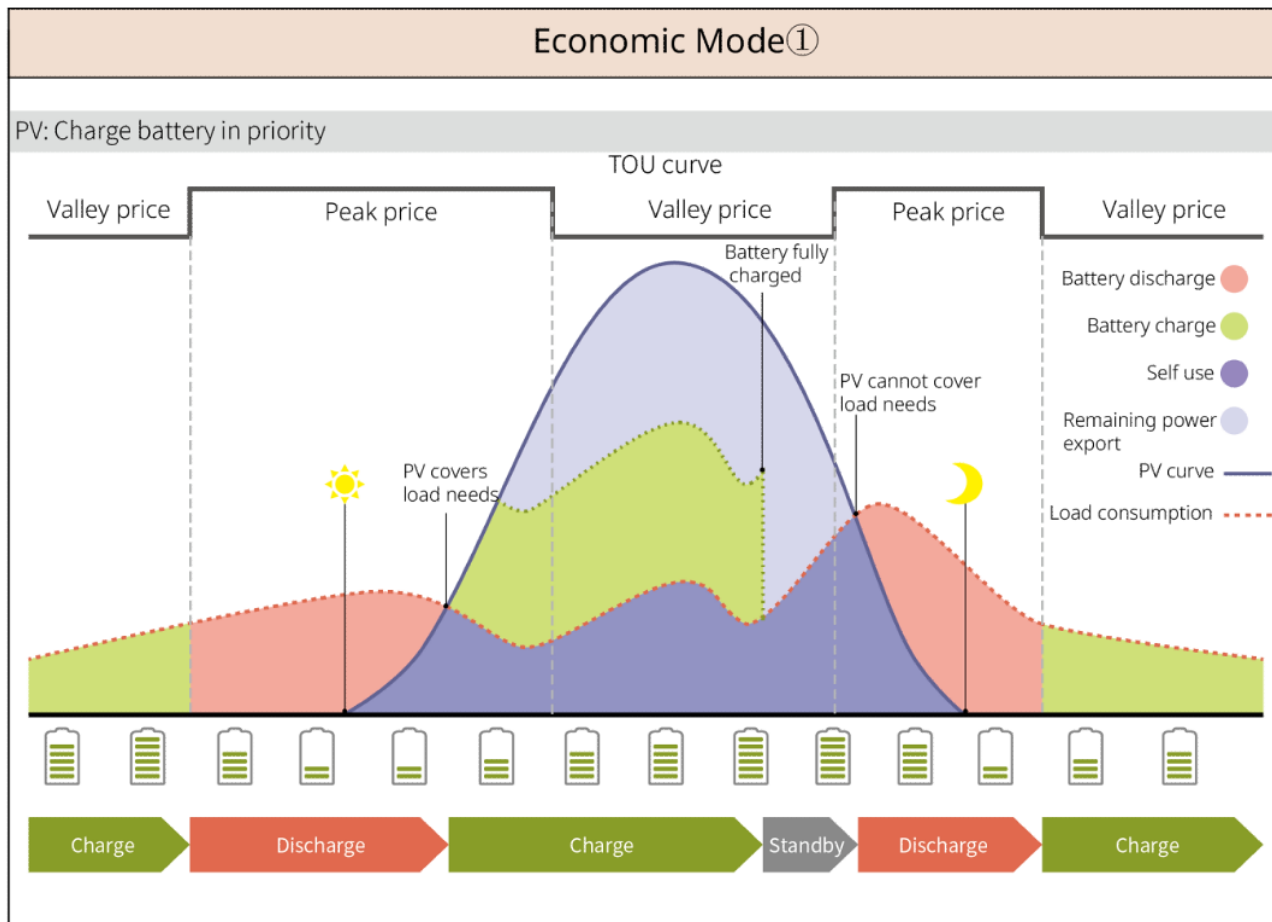 Economic Mode①
PV: Charge battery in priority
TOU curve
Valley price
Peak price
Valley price
Peak price
Valley price
Battery fully
charged
Battery discharge
Battery charge
Self use
Remaining power
export
PV curve
Load consumption
PV cannot cover
load needs
PV covers
load needs
Charge
Discharge
Charge
Standby
Discharge
Charge